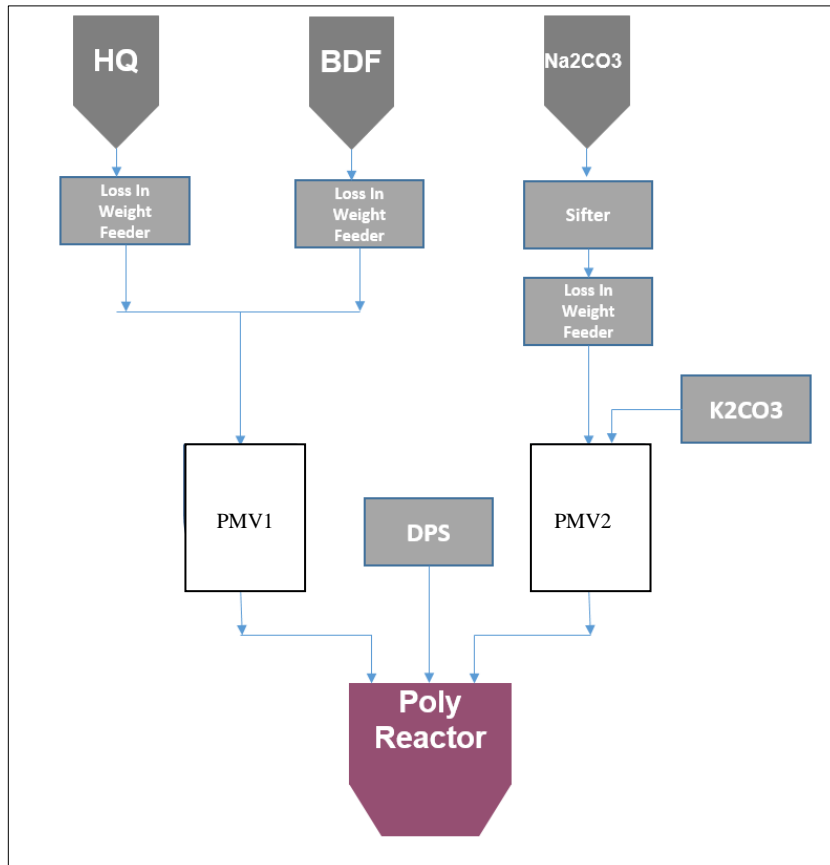 HQ
BDF
Na2CO3
Loss In
Weight
Feeder
Loss In
Weight
Feeder
Sifter
Loss In
Weight
Feeder
K2CO3
PMV1
DPS
PMV2
Poly
Reactor